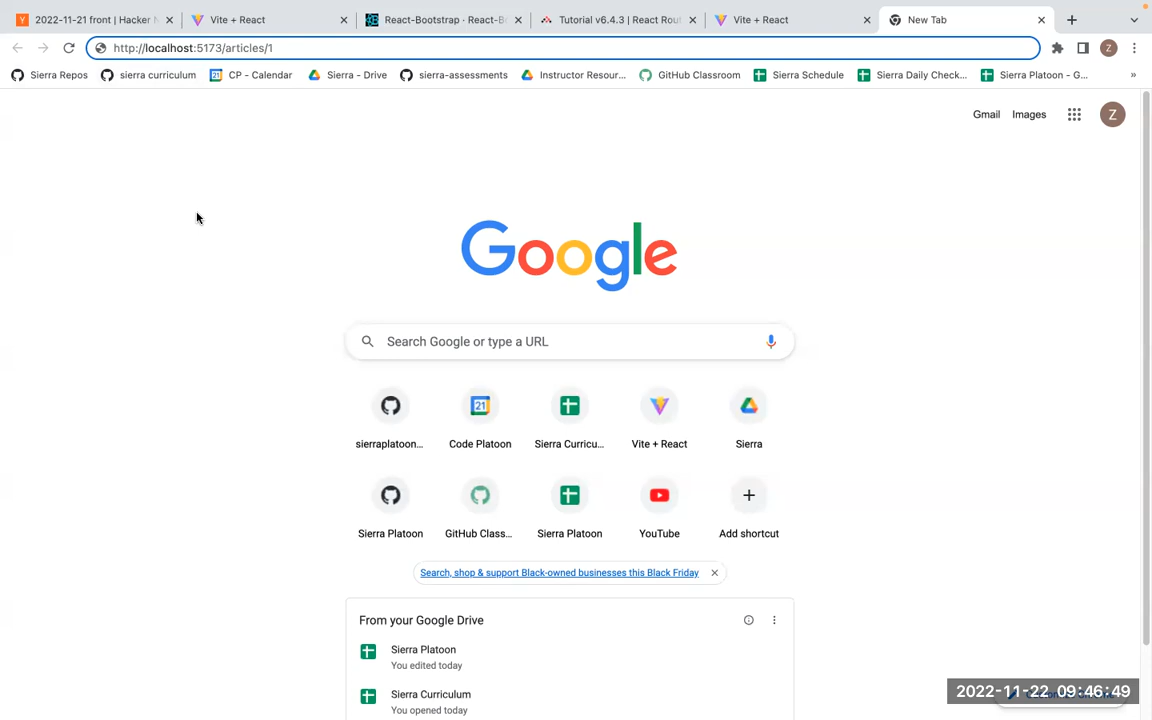 2022-11-21 front | Hacker
Vite + React
React-Bootstrap · React-B
Tutorial v6.4.3 | React Rout
Vite + React
New Tab
http://localhost:5173/articles/1
Z
Sierra Repos
sierra curriculum
CP - Calendar
Sierra - Drive
sierra-assessments
Instructor Resour...
GitHub Classroom
Sierra Schedule
Sierra Daily Check...
Sierra Platoon - G...
»
Gmail
Images
Z
Google
Search Google or type a URL
sierraplatoon...
Code Platoon
Sierra Curricu...
Vite + React
Sierra
Sierra Platoon
GitHub Class...
Sierra Platoon
YouTube
Add shortcut
Search, shop & support Black-owned businesses this Black Friday
From your Google Drive
Sierra Platoon
You edited today
Sierra Curriculum
You opened today
2022-11-22 09:46:49